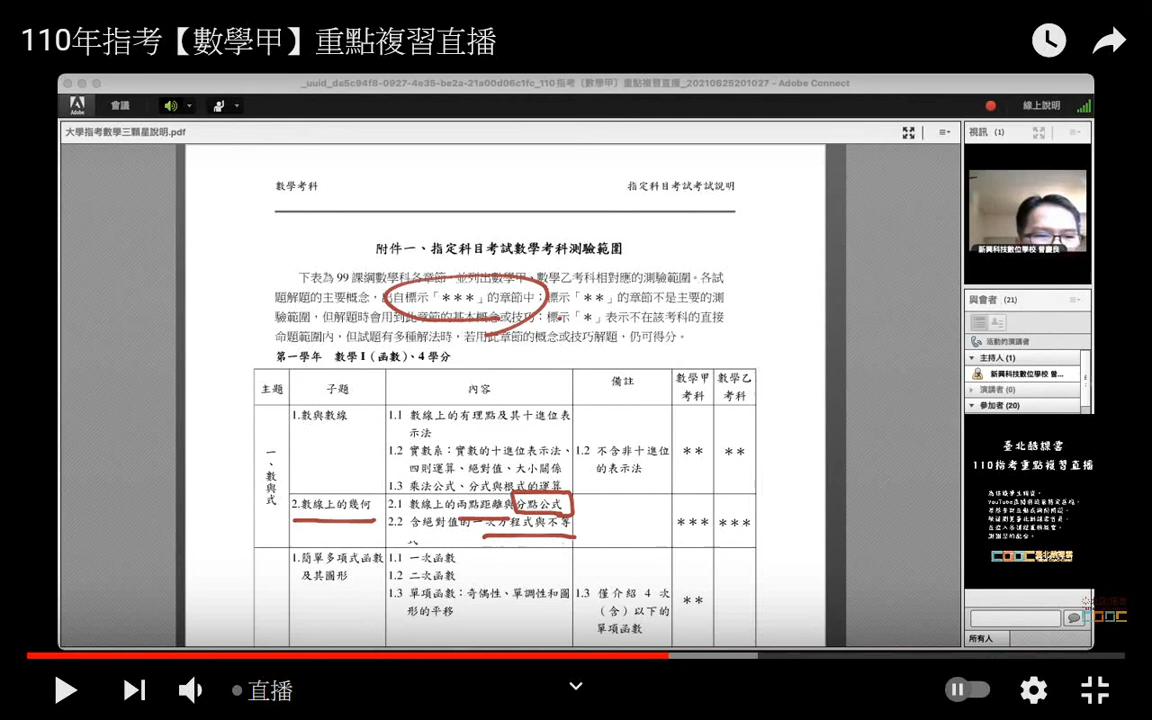 110年指考【數學甲】重點複習直播
_uuid_de5c94f8-0927-4e35-be2a-21a00d06c1fc_110指考〔數學甲〕重點複習直播_20210625201027 - Adobe Connect
Adobe
會議
線上說明
大學指考數學三顆星說明.pdf
視訊 (1)
數學考科
指定科目考試考試說明
新興科技數位學校 曾慶良
附件一、指定科目考試數學考科測驗範圍
下表為 99 課綱數學科各章節,並列出數學甲、數學乙考科相對應的測驗範圍。各試
題解題的主要概念,出自標示「***」的章節中;標示「**」的章節不是主要的測
驗範圍,但解題時會用到此章節的基本概念或技巧;標示「*」表示不在該考科的直接
命題範圍內,但試題有多種解法時,若用此章節的概念或技巧解題,仍可得分。
第一學年 數學 I(函數)、4 學分
主題
子題
內容
備註
數學甲
考科
數學乙
考科
一、數與式
1.數與數線
1.1 數線上的有理點及其十進位表
示法
1.2 實數系:實數的十進位表示法、
四則運算、絕對值、大小關係
1.3 乘法公式、分式與根式的運算
1.2 不含非十進位
的表示法
**
**
2.數線上的幾何
2.1 數線上的兩點距離與分點公式
2.2 含絕對值的一次方程式與不等
***
***
1.簡單多項式函數
及其圖形
1.1 一次函數
1.2 二次函數
1.3 單項函數:奇偶性、單調性和圖
形的平移
1.3 僅介紹 4 次
(含)以下的
單項函數
**
與會者 (21)
活動的演講者
主持人 (1)
新興科技數位學校 曾...
演講者 (0)
參加者 (20)
臺北酷課雲
110指考重點複習直播
COOC臺北酷課雲
COOC
所有人
直播